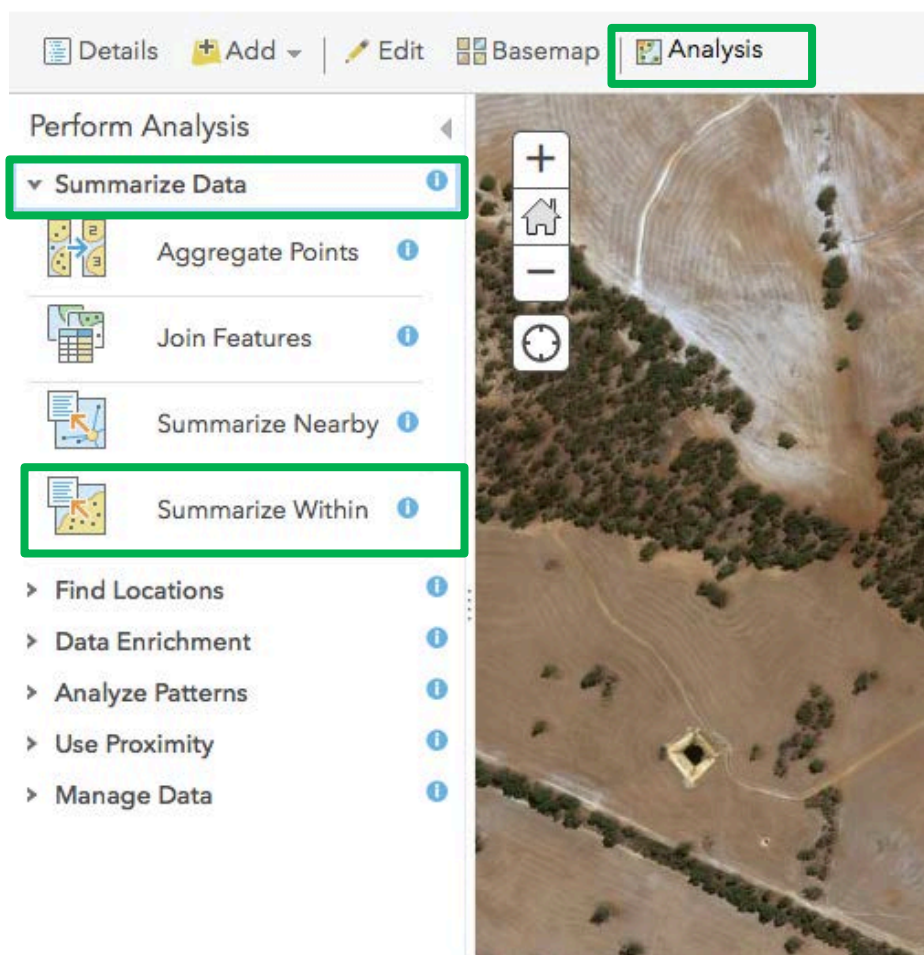 Details Add Edit Basemap Analysis
Perform Analysis
Summarize Data
Aggregate Points
Join Features
Summarize Nearby
Summarize Within
Find Locations
Data Enrichment
Analyze Patterns
Use Proximity
Manage Data